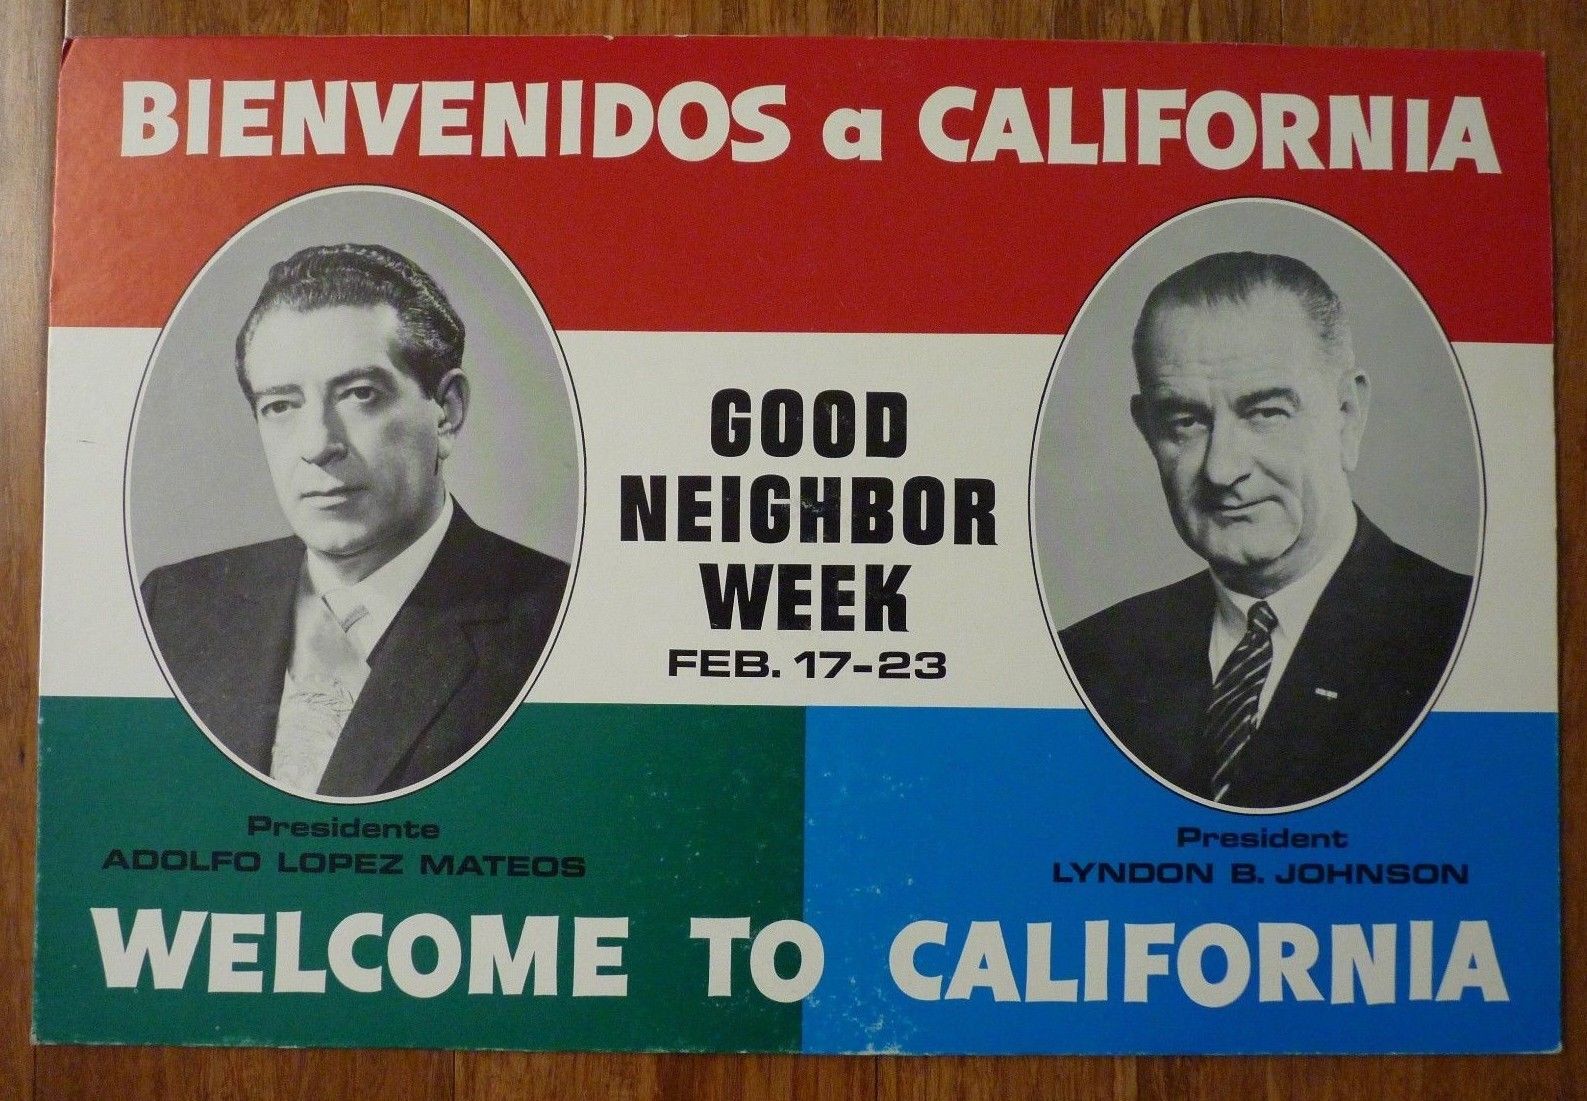 BIENVENIDOS a CALIFORNIA
GOOD
NEIGHBOR
WEEK
FEB. 17-23
Presidente
ADOLFO LOPEZ MATEOS
President
LYNDON B. JOHNSON
WELCOME TO CALIFORNIA